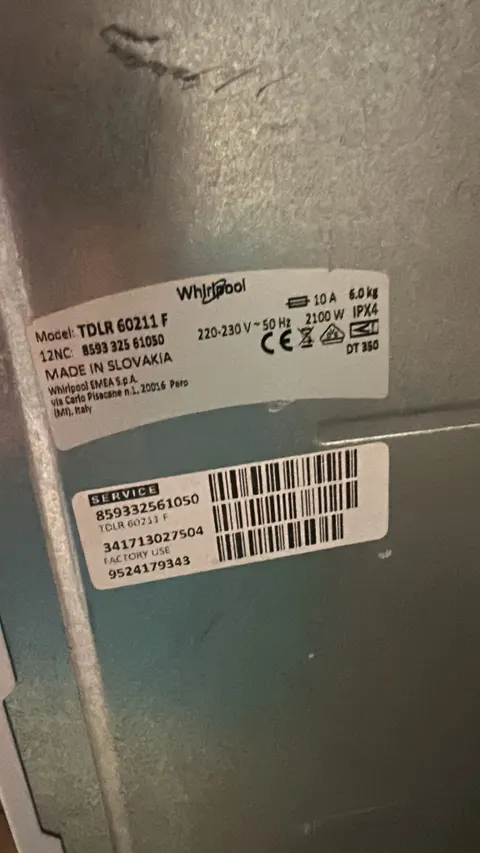 Whirlpool
Model: TDLR 60211 F
12NC: 8593 325 61050
MADE IN SLOVAKIA
Whirlpool EMEA S.p.A.
via Carlo Pisacane n.1, 20016 Pero
(MI), Italy
10 A 6.0 kg
220-230 V ~ 50 Hz 2100 W IPX4
CE
DT 350
SERVICE
859332561050
TDLR 60211 F
341713027504
FACTORY USE
9524179343